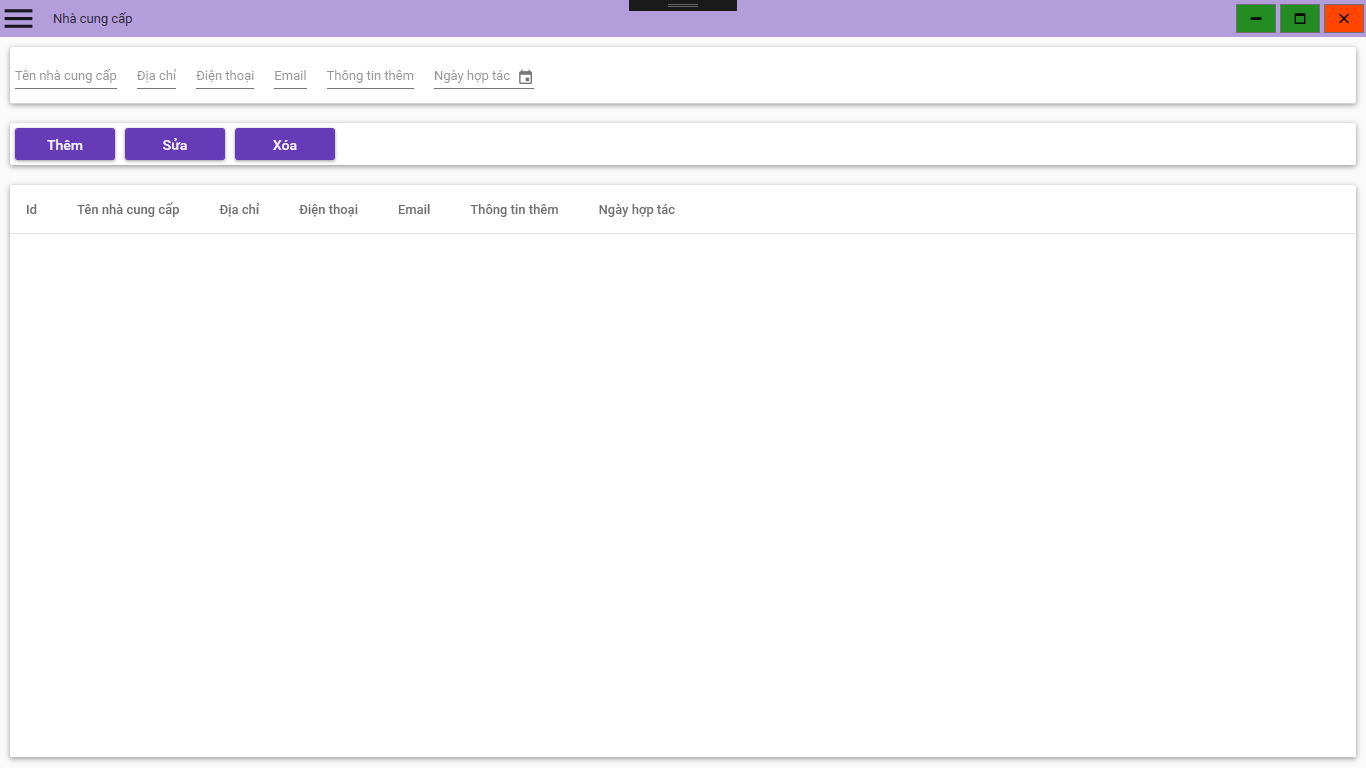 Nhà cung cấp
Tên nhà cung cấp Địa chỉ Điện thoại Email Thông tin thêm Ngày hợp tác
Thêm Sửa Xóa
Id Tên nhà cung cấp Địa chỉ Điện thoại Email Thông tin thêm Ngày hợp tác